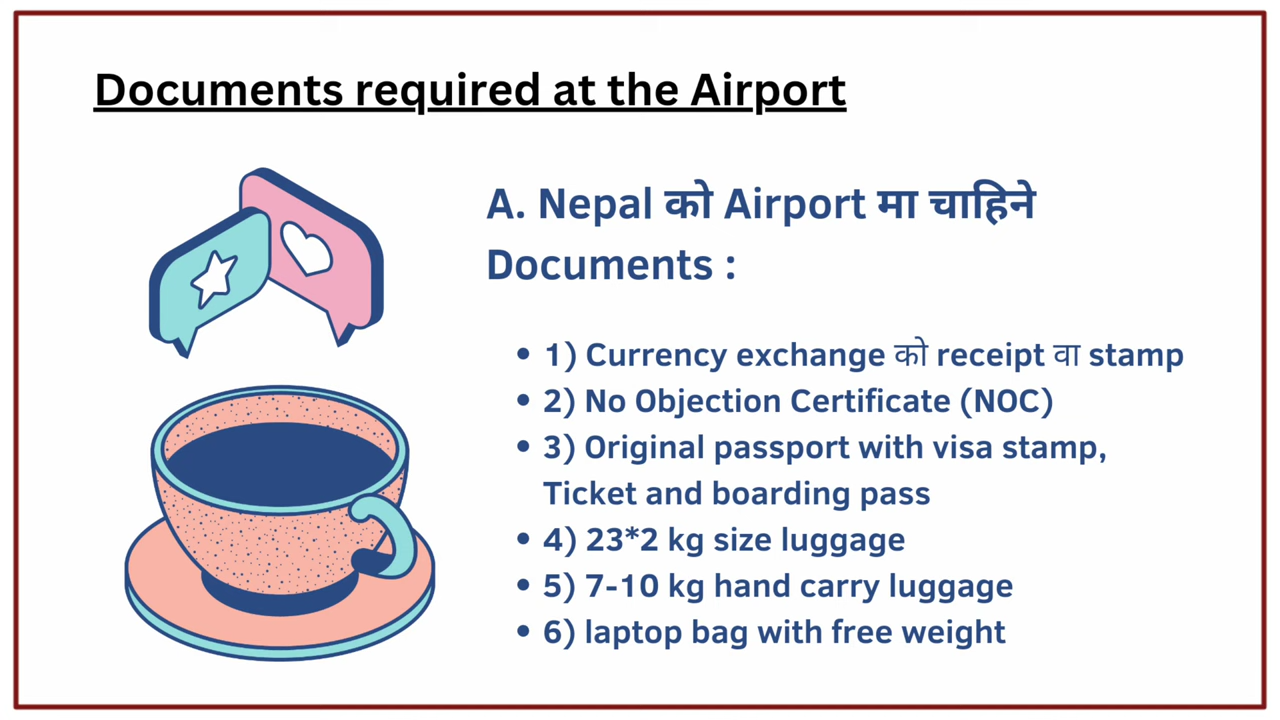 Documents required at the Airport
A. Nepal को Airport मा चाहिने
Documents :
• 1) Currency exchange को receipt वा stamp
• 2) No Objection Certificate (NOC)
• 3) Original passport with visa stamp,
Ticket and boarding pass
• 4) 23*2 kg size luggage
• 5) 7-10 kg hand carry luggage
• 6) laptop bag with free weight